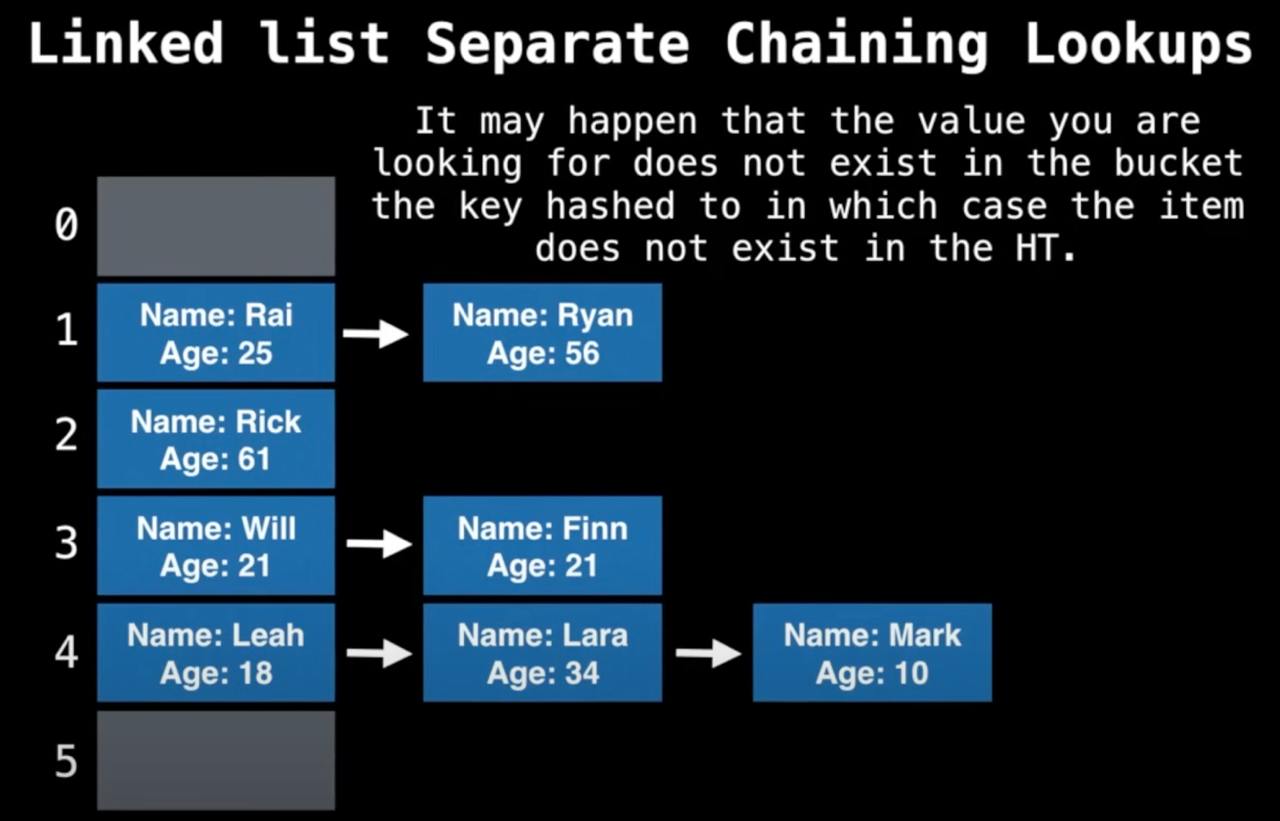 Linked list Separate Chaining Lookups
It may happen that the value you are
looking for does not exist in the bucket
the key hashed to in which case the item
does not exist in the HT.
0
1
Name: Rai
Age: 25
Name: Ryan
Age: 56
2
Name: Rick
Age: 61
3
Name: Will
Age: 21
Name: Finn
Age: 21
4
Name: Leah
Age: 18
Name: Lara
Age: 34
Name: Mark
Age: 10
5